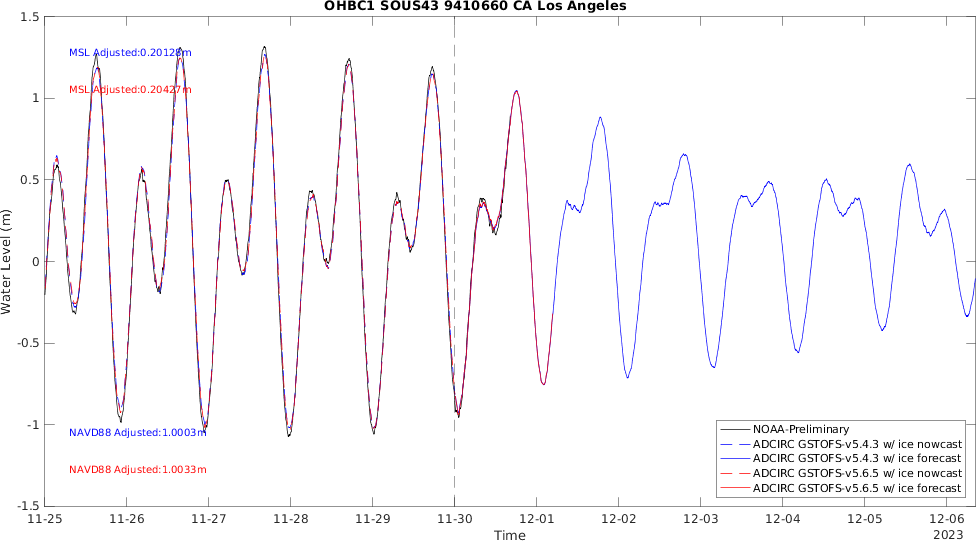 OHBC1 SOUS43 9410660 CA Los Angeles
1.5
1
0.5
0
-0.5
-1
-1.5
Water Level (m)
MSL Adjusted:0.20128m
MSL Adjusted:0.20427m
NAVD88 Adjusted:1.0003m
NAVD88 Adjusted:1.0033m
NOAA-Preliminary
ADCIRC GSTOFS-v5.4.3 w/ ice nowcast
ADCIRC GSTOFS-v5.4.3 w/ ice forecast
ADCIRC GSTOFS-v5.6.5 w/ ice nowcast
ADCIRC GSTOFS-v5.6.5 w/ ice forecast
11-25 11-26 11-27 11-28 11-29 11-30 12-01 12-02 12-03 12-04 12-05 12-06
Time
2023